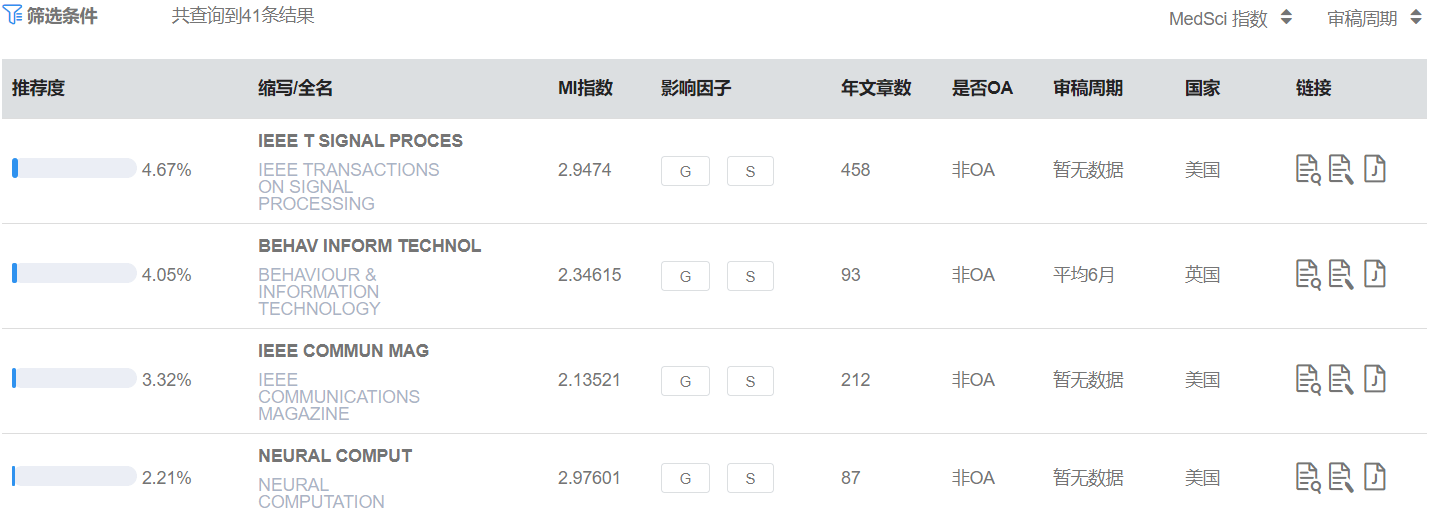 筛选条件 共查询到41条结果 MedSci 指数 审稿周期
推荐度 缩写/全名 MI指数 影响因子 年文章数 是否OA 审稿周期 国家 链接
IEEE T SIGNAL PROCES
4.67% IEEE TRANSACTIONS 2.9474 G S 458 非OA 暂无数据 美国
ON SIGNAL
PROCESSING
BEHAV INFORM TECHNOL
4.05% BEHAVIOUR & 2.34615 G S 93 非OA 平均6月 英国
INFORMATION
TECHNOLOGY
IEEE COMMUN MAG
3.32% IEEE 2.13521 G S 212 非OA 暂无数据 美国
COMMUNICATIONS
MAGAZINE
NEURAL COMPUT
2.21% NEURAL 2.97601 G S 87 非OA 暂无数据 美国
COMPUTATION